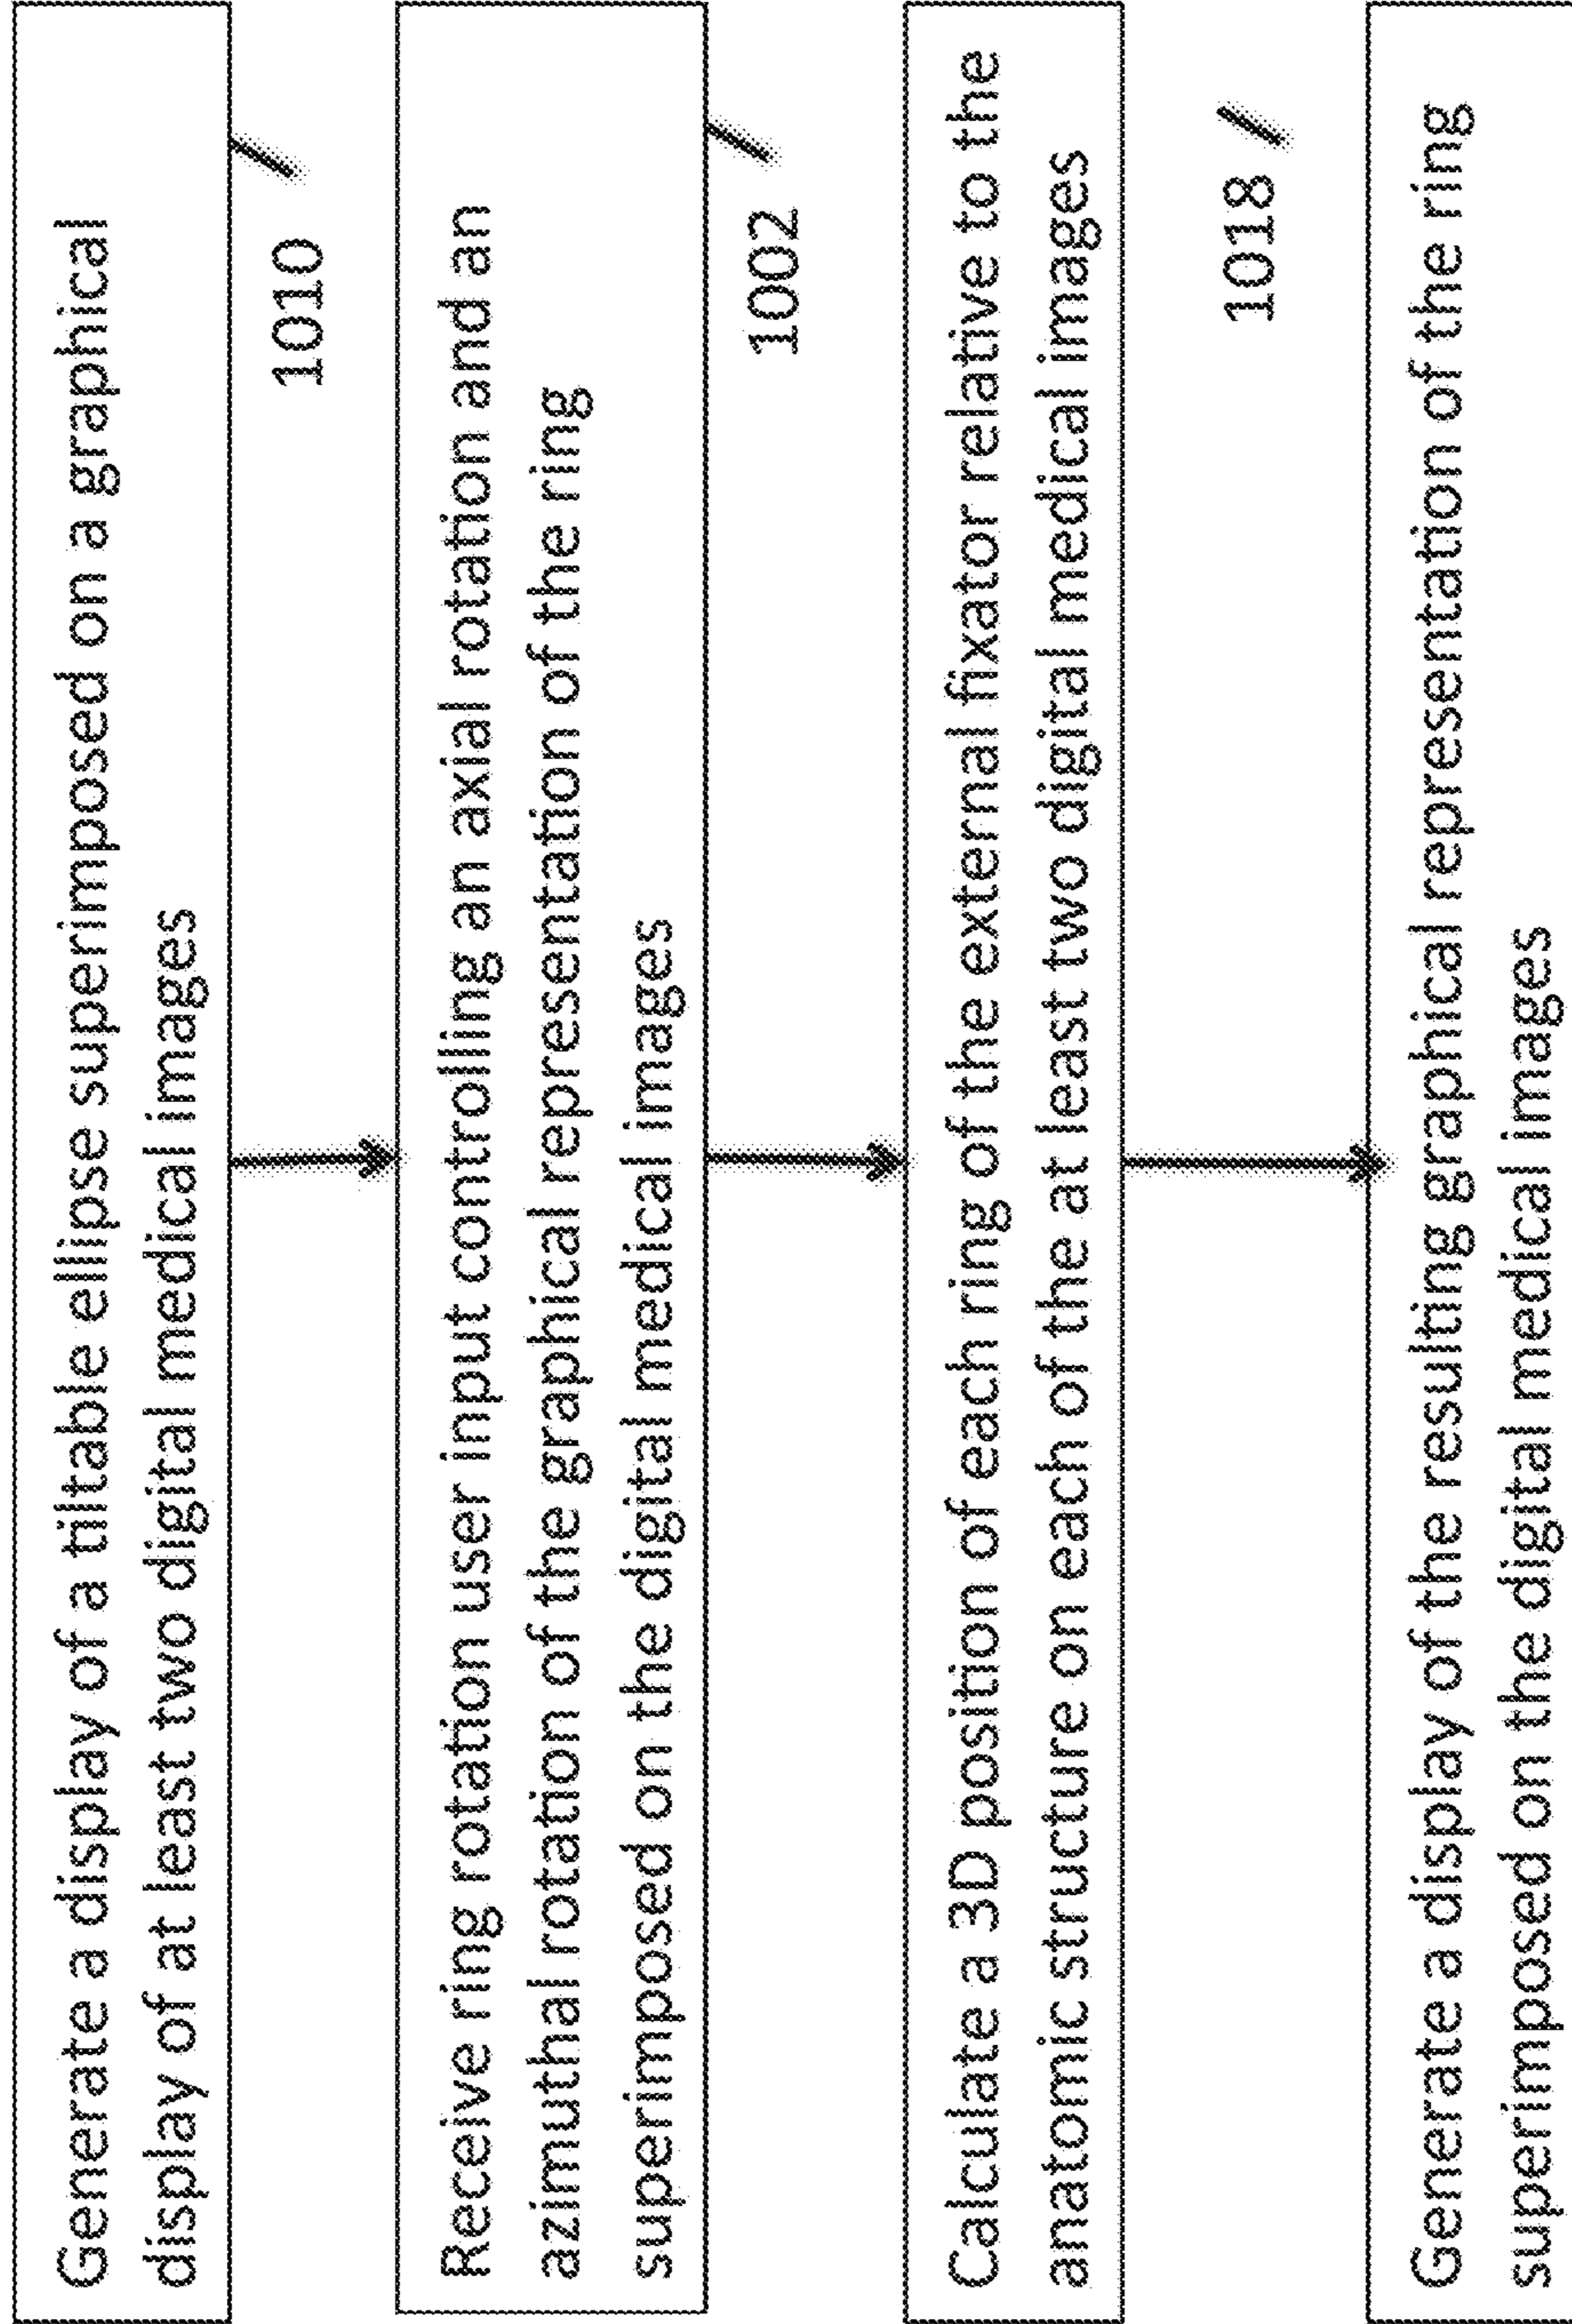 Generate a display of a tiltable ellipse superimposed on a graphical
display of at least two digital medical images
1010
Receive ring rotation user input controlling an axial rotation and an
azimuthal rotation of the graphical representation of the ring
superimposed on the digital medical images
1002
Calculate a 3D position of each ring of the external fixator relative to the
anatomic structure on each of the at least two digital medical images
1018
Generate a display of the resulting graphical representation of the ring
superimposed on the digital medical images